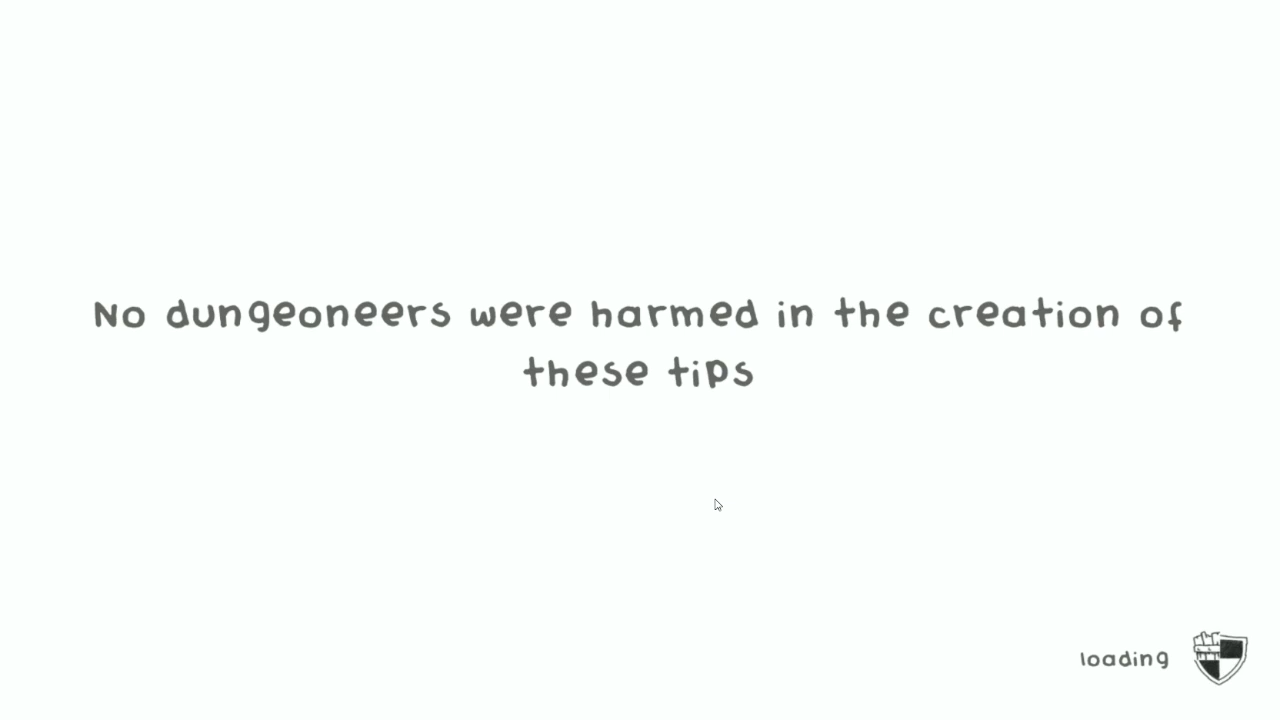 No dungeoneers were harmed in the creation of
these tips
loading